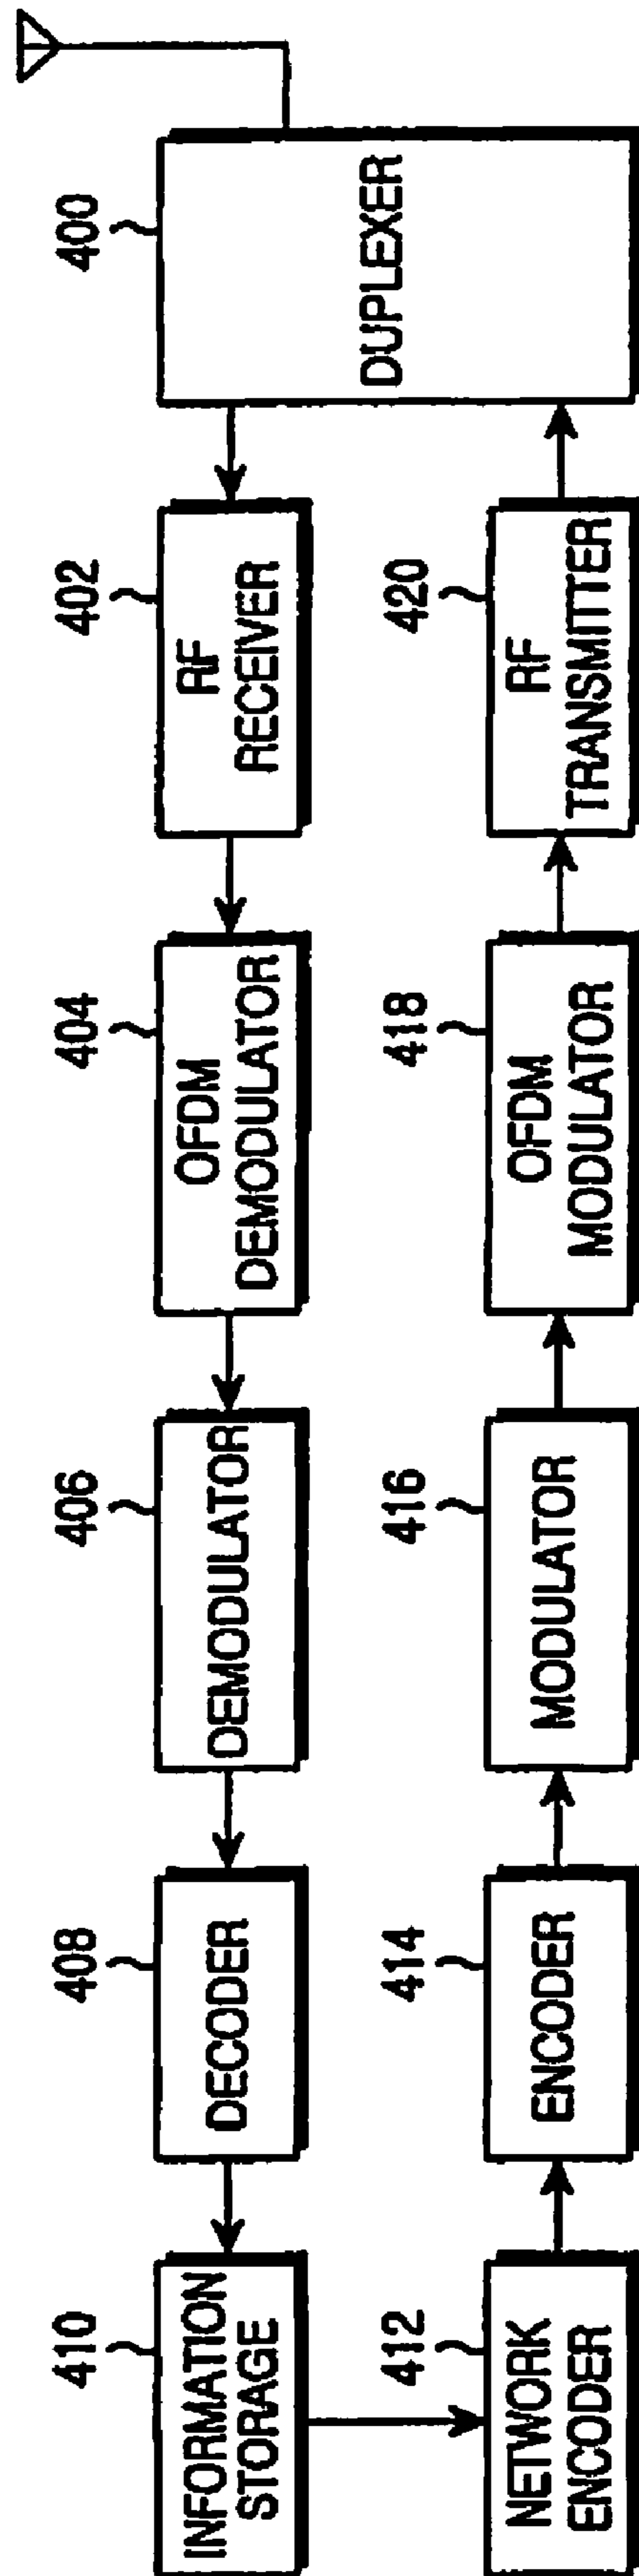 410
INFORMATION
STORAGE
408
DECODER
406
DEMODULATOR
404
OFDM
DEMODULATOR
402
RF
RECEIVER
400
DUPLEXER
412
NETWORK
ENCODER
414
ENCODER
416
MODULATOR
418
OFDM
MODULATOR
420
RF
TRANSMITTER